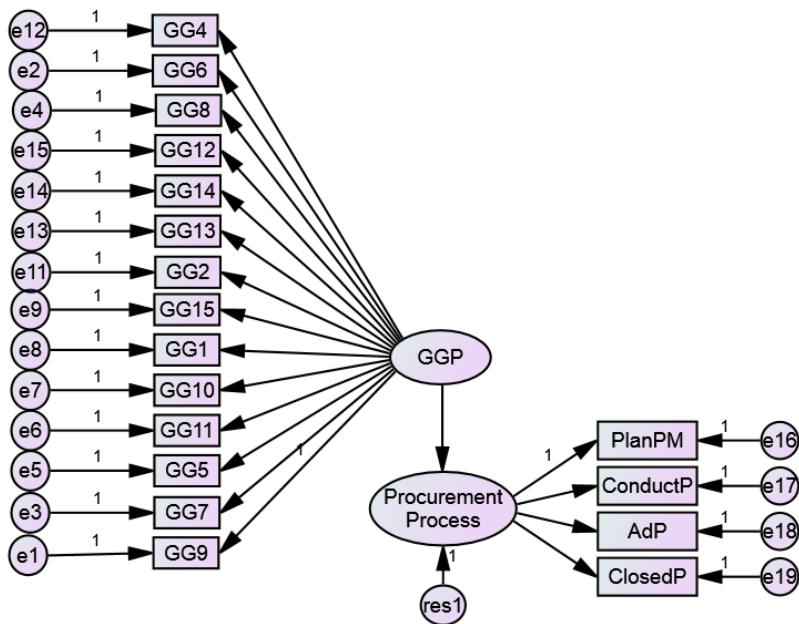 e12 1 GG4
e2 1 GG6
e4 1 GG8
e15 1 GG12
e14 1 GG14
e13 1 GG13
e11 1 GG2
e9 1 GG15
e8 1 GG1
e7 1 GG10
e6 1 GG11
e5 1 GG5
e3 1 GG7
e1 1 GG9
1
GGP
Procurement
Process
1
res1
1
PlanPM 1 e16
ConductP 1 e17
AdP 1 e18
ClosedP 1 e19